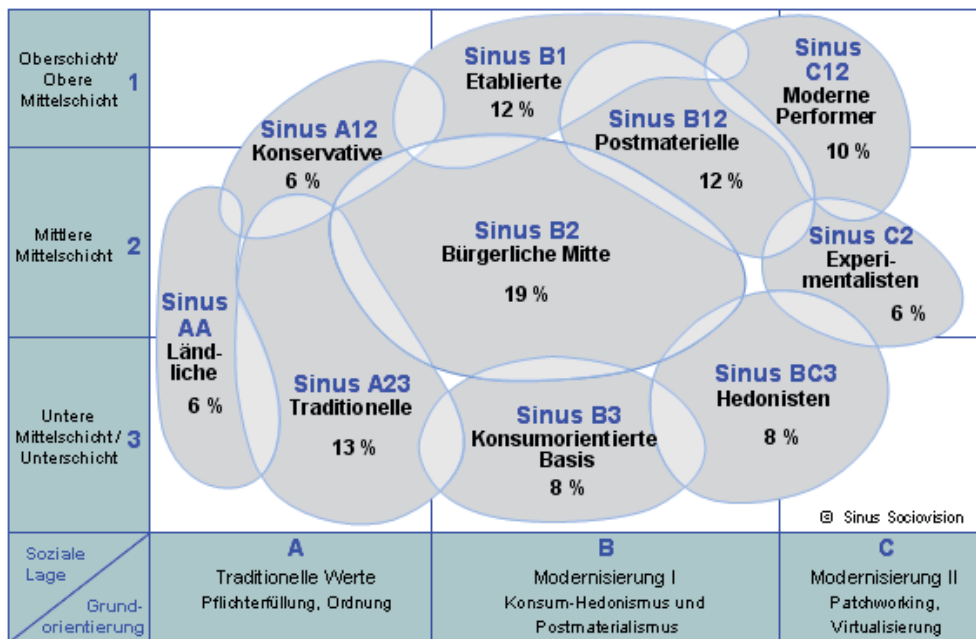 Oberschicht/
Obere
Mittelschicht
1
Mittlere
Mittelschicht
2
Untere
Mittelschicht/
Unterschicht
3
Sinus B1
Etablierte
12 %
Sinus
C12
Moderne
Performer
10 %
Sinus A12
Konservative
6 %
Sinus B12
Postmaterielle
12 %
Sinus B2
Bürgerliche Mitte
19 %
Sinus C2
Experi-
mentalisten
6 %
Sinus
AA
Länd-
liche
6 %
Sinus A23
Traditionelle
13 %
Sinus B3
Konsumorientierte
Basis
8 %
Sinus BC3
Hedonisten
8 %
© Sinus Sociovision
Soziale
Lage
Grund-
orientierung
A
Traditionelle Werte
Pflichterfüllung, Ordnung
B
Modernisierung I
Konsum-Hedonismus und
Postmaterialismus
C
Modernisierung II
Patchworking,
Virtualisierung